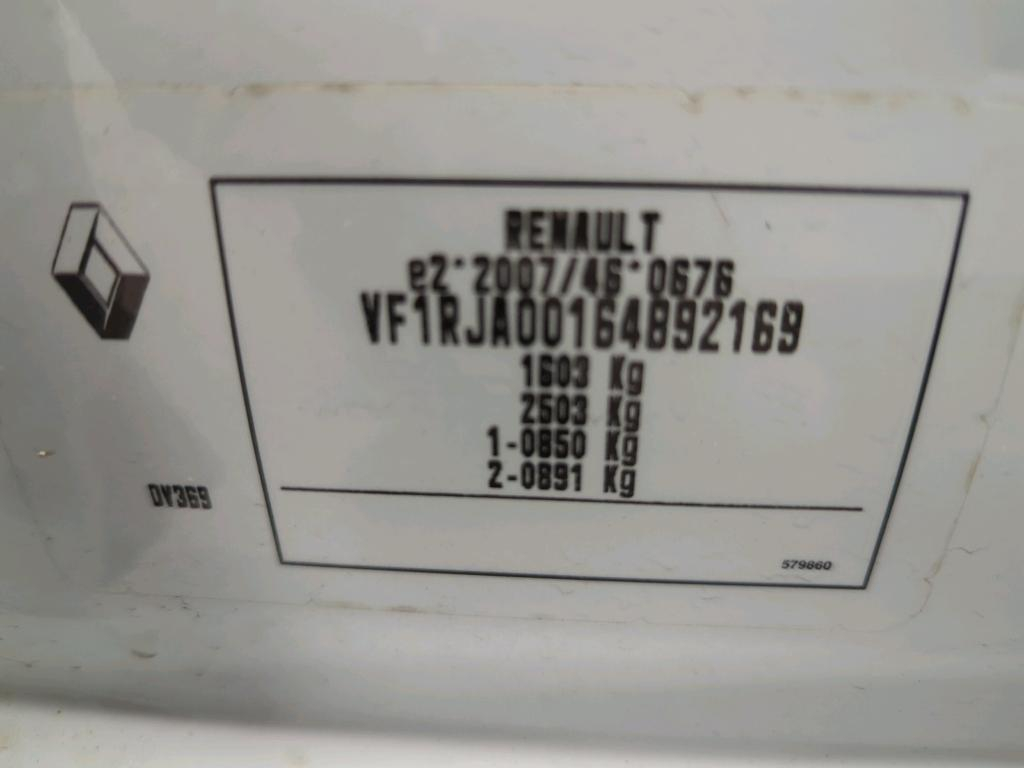 RENAULT
e2*2007/46*0676
VF1RJA00164892169
1603 Kg
2503 Kg
1-0850 Kg
2-0891 Kg
DV369
579860